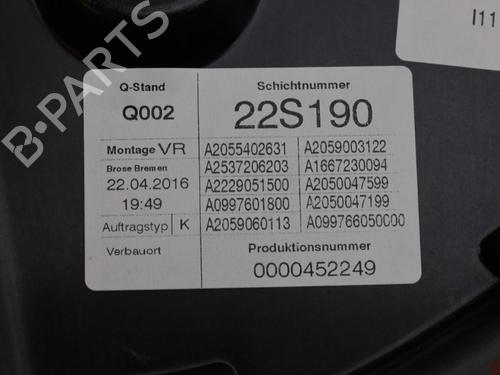 I11
Q-Stand Schichtnummer
Q002 22S190
Montage VR A2055402631 A2059003122
Brose Bremen A2537206203 A1667230094
22.04.2016 A2229051500 A2050047599
19:49 A0997601800 A2050047199
Auftragstyp K A2059060113 A099766050000
Verbauort Produktionsnummer
0000452249
B-PARTS